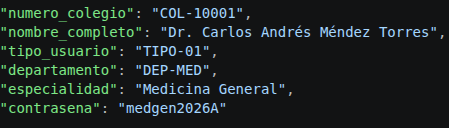 "numero_colegio": "COL-10001",
"nombre_completo": "Dr. Carlos Andrés Méndez Torres",
"tipo_usuario": "TIPO-01",
"departamento": "DEP-MED",
"especialidad": "Medicina General",
"contrasena": "medgen2026A"